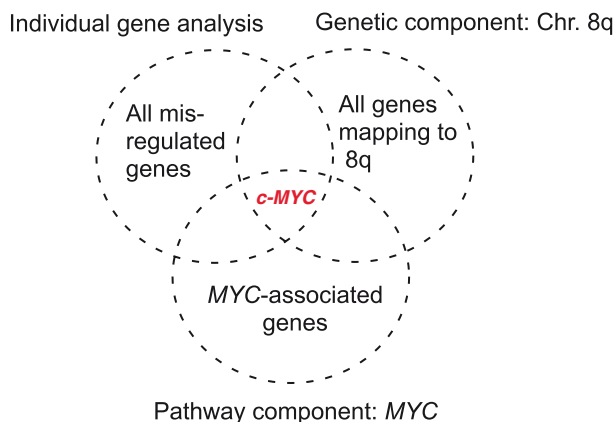 Individual gene analysis
Genetic component: Chr. 8q
All mis-
regulated
genes
All genes
mapping to
8q
c-MYC
MYC-associated
genes
Pathway component: MYC